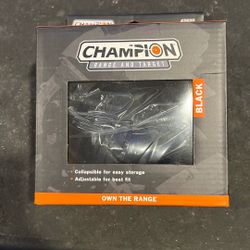 CHAMPION
RANGE AND TARGET
BLACK
• Collapsible for easy storage
• Adjustable for best fit
OWN THE RANGE